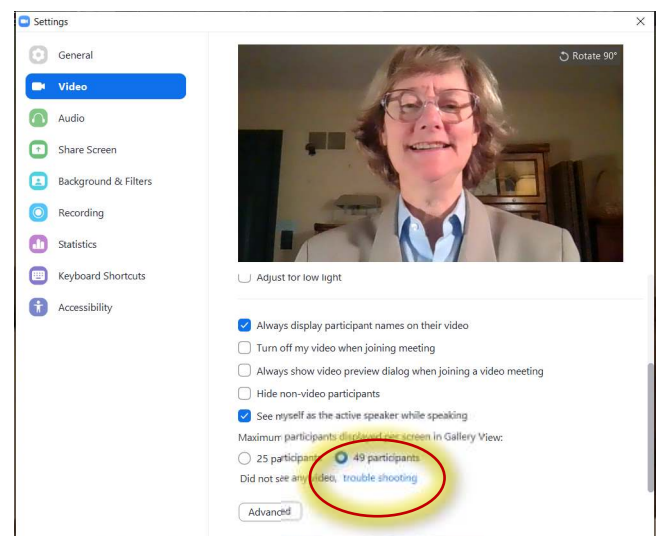 Settings
General
Rotate 90°
Video
Audio
Share Screen
Background & Filters
Recording
Statistics
Keyboard Shortcuts
Accessibility
Adjust for low light
Always display participant names on their video
Turn off my video when joining meeting
Always show video preview dialog when joining a video meeting
Hide non-video participants
See myself as the active speaker while speaking
Maximum participants displayed per screen in Gallery View:
25 participants 49 participants
Did not see any video, trouble shooting
Advanced